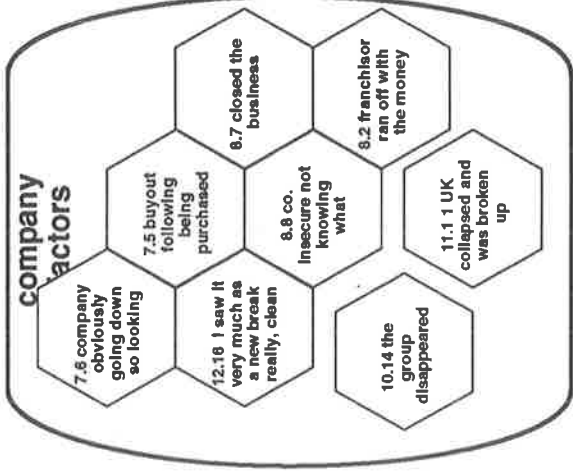 company
factors
7.6 company
obviously
going down
so looking
7.5 buyout
following
being
purchased
8.7 closed the
business
12.16 I saw it
very much as
a new break
really, clean
8.8 co.
insecure not
knowing
what
8.2 franchisor
ran off with
the money
10.14 the
group
disappeared
11.1 1 UK
collapsed and
was broken
up